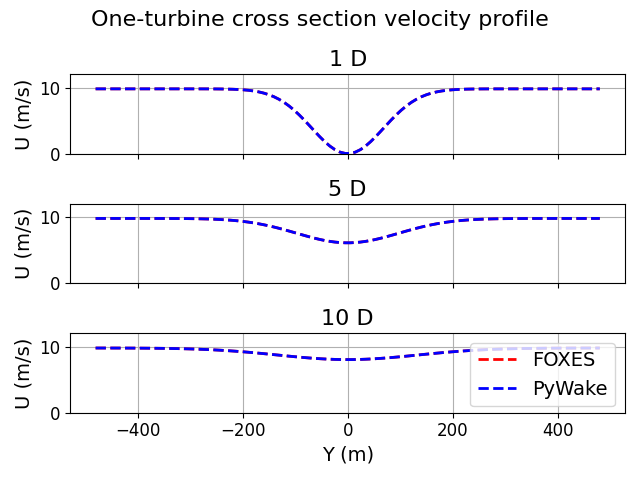 One-turbine cross section velocity profile
1 D
U (m/s)
10
0
5 D
U (m/s)
10
0
10 D
U (m/s)
10
0
FOXES
PyWake
−400 −200 0 200 400
Y (m)